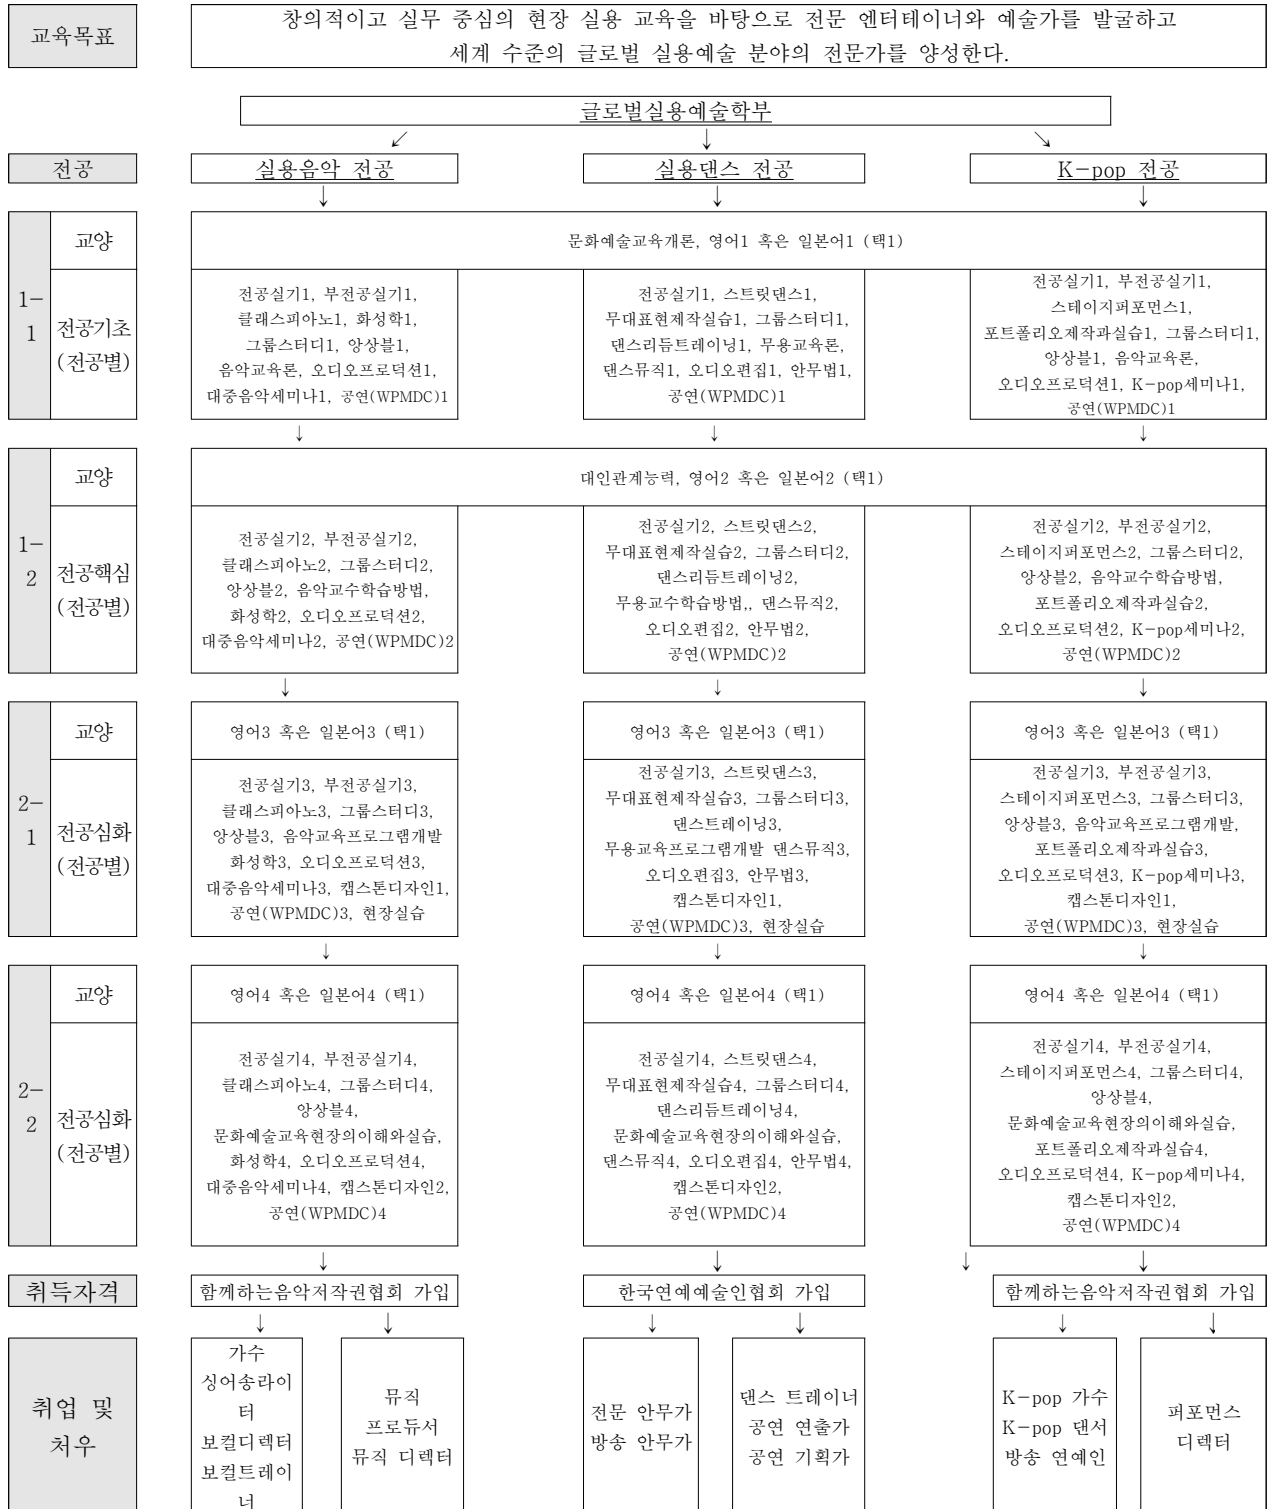 교육목표
창의적이고 실무 중심의 현장 실용 교육을 바탕으로 전문 엔터테이너와 예술가를 발굴하고
세계 수준의 글로벌 실용예술 분야의 전문가를 양성한다.
글로벌실용예술학부
↙ ↓ ↘
전공
실용음악 전공
실용댄스 전공
K-pop 전공
↓ ↓ ↓
1-
1
교양
문화예술교육개론, 영어1 혹은 일본어1 (택1)
전공기초
(전공별)
전공실기1, 부전공실기1,
클래스피아노1, 화성학1,
그룹스터디1, 앙상블1,
음악교육론, 오디오프로덕션1,
대중음악세미나1, 공연(WPMDC)1
전공실기1, 스트릿댄스1,
무대표현제작실습1, 그룹스터디1,
댄스리듬트레이닝1, 무용교육론,
댄스뮤직1, 오디오편집1, 안무법1,
공연(WPMDC)1
전공실기1, 부전공실기1,
스테이지퍼포먼스1,
포트폴리오제작과실습1, 그룹스터디1,
앙상블1, 음악교육론,
오디오프로덕션1, K-pop세미나1,
공연(WPMDC)1
↓ ↓ ↓
1-
2
교양
대인관계능력, 영어2 혹은 일본어2 (택1)
전공핵심
(전공별)
전공실기2, 부전공실기2,
클래스피아노2, 그룹스터디2,
앙상블2, 음악교수학습방법,
화성학2, 오디오프로덕션2,
대중음악세미나2, 공연(WPMDC)2
전공실기2, 스트릿댄스2,
무대표현제작실습2, 그룹스터디2,
댄스리듬트레이닝2,
무용교수학습방법,, 댄스뮤직2,
오디오편집2, 안무법2,
공연(WPMDC)2
전공실기2, 부전공실기2,
스테이지퍼포먼스2, 그룹스터디2,
앙상블2, 음악교수학습방법,
포트폴리오제작과실습2,
오디오프로덕션2, K-pop세미나2,
공연(WPMDC)2
↓ ↓ ↓
2-
1
교양
영어3 혹은 일본어3 (택1)
영어3 혹은 일본어3 (택1)
영어3 혹은 일본어3 (택1)
전공심화
(전공별)
전공실기3, 부전공실기3,
클래스피아노3, 그룹스터디3,
앙상블3, 음악교육프로그램개발
화성학3, 오디오프로덕션3,
대중음악세미나3, 캡스톤디자인1,
공연(WPMDC)3, 현장실습
전공실기3, 스트릿댄스3,
무대표현제작실습3, 그룹스터디3,
댄스트레이닝3,
무용교육프로그램개발 댄스뮤직3,
오디오편집3, 안무법3,
캡스톤디자인1,
공연(WPMDC)3, 현장실습
전공실기3, 부전공실기3,
스테이지퍼포먼스3, 그룹스터디3,
앙상블3, 음악교육프로그램개발,
포트폴리오제작과실습3,
오디오프로덕션3, K-pop세미나3,
캡스톤디자인1,
공연(WPMDC)3, 현장실습
↓ ↓ ↓
2-
2
교양
영어4 혹은 일본어4 (택1)
영어4 혹은 일본어4 (택1)
영어4 혹은 일본어4 (택1)
전공심화
(전공별)
전공실기4, 부전공실기4,
클래스피아노4, 그룹스터디4,
앙상블4,
문화예술교육현장의이해와실습,
화성학4, 오디오프로덕션4,
대중음악세미나4, 캡스톤디자인2,
공연(WPMDC)4
전공실기4, 스트릿댄스4,
무대표현제작실습4, 그룹스터디4,
댄스리듬트레이닝4,
문화예술교육현장의이해와실습,
댄스뮤직4, 오디오편집4, 안무법4,
캡스톤디자인2,
공연(WPMDC)4
전공실기4, 부전공실기4,
스테이지퍼포먼스4, 그룹스터디4,
앙상블4,
문화예술교육현장의이해와실습,
포트폴리오제작과실습4,
오디오프로덕션4, K-pop세미나4,
캡스톤디자인2,
공연(WPMDC)4
↓ ↓ ↓ ↓
취득자격
함께하는음악저작권협회 가입
한국연예예술인협회 가입
함께하는음악저작권협회 가입
↓ ↓ ↓ ↓ ↓ ↓
취업 및
처우
가수
싱어송라이
터
보컬디렉터
보컬트레이
너
뮤직
프로듀서
뮤직 디렉터
전문 안무가
방송 안무가
댄스 트레이너
공연 연출가
공연 기획가
K-pop 가수
K-pop 댄서
방송 연예인
퍼포먼스
디렉터